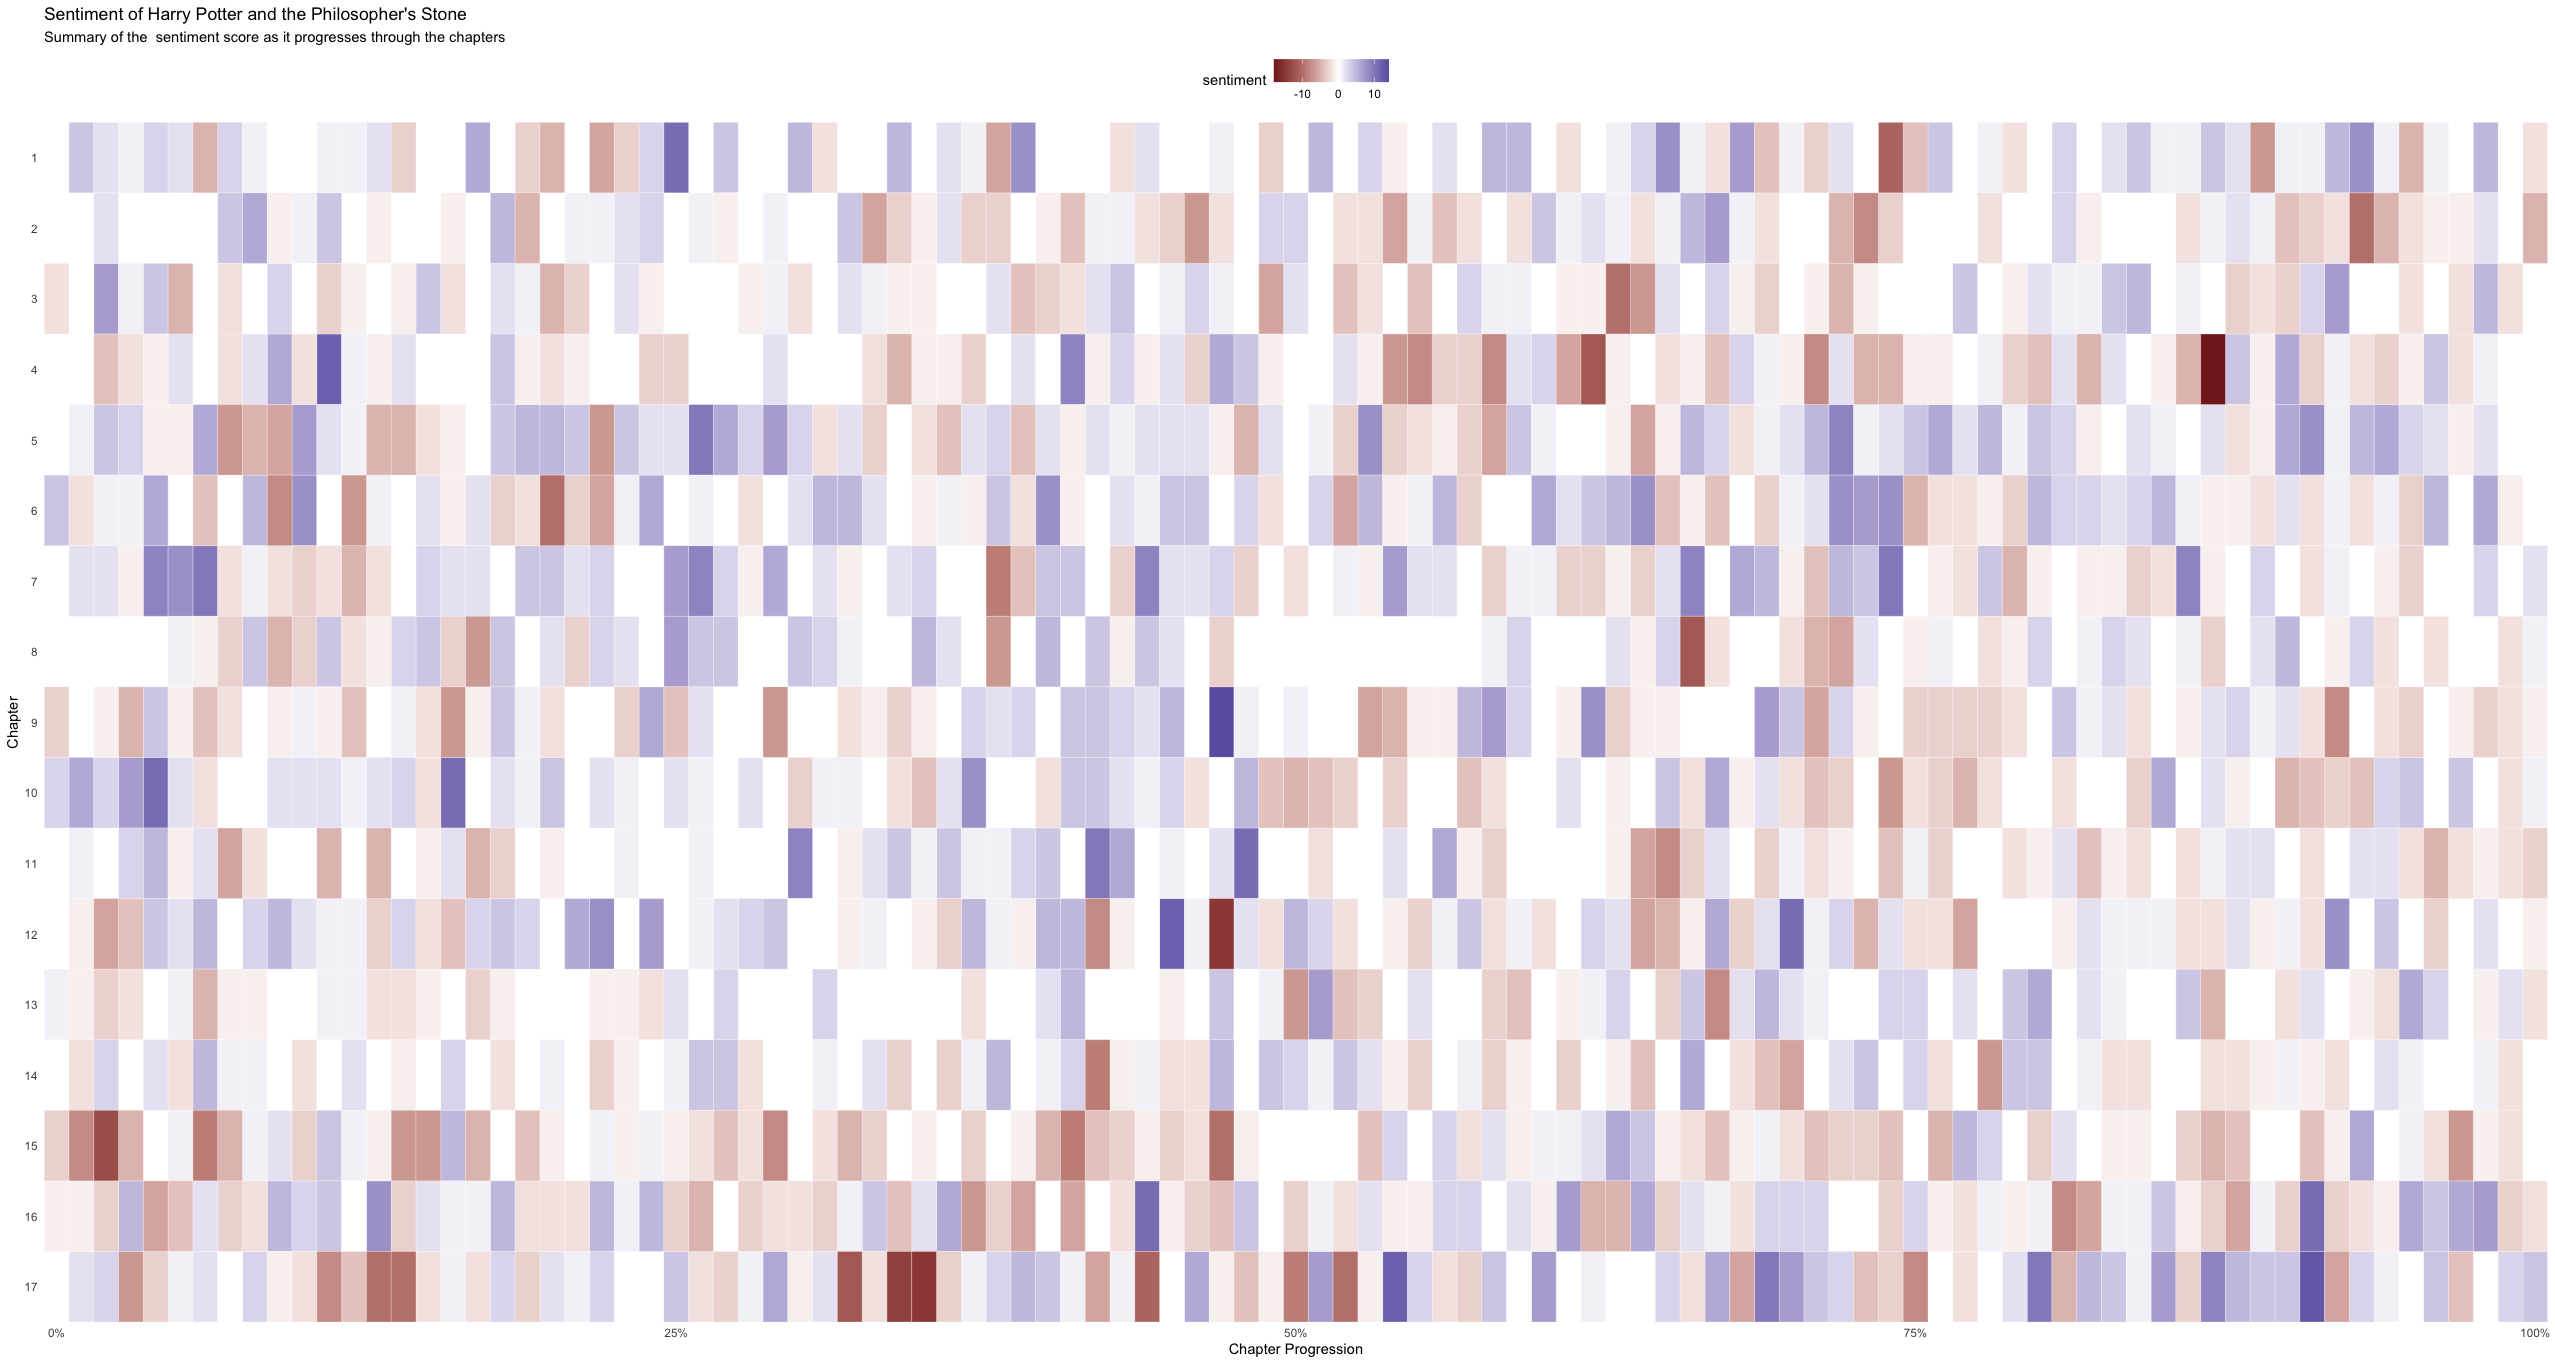 Sentiment of Harry Potter and the Philosopher's Stone
Summary of the  sentiment score as it progresses through the chapters
sentiment
-10 0 10
Chapter
1
2
3
4
5
6
7
8
9
10
11
12
13
14
15
16
17
0% 25% 50% 75% 100%
Chapter Progression